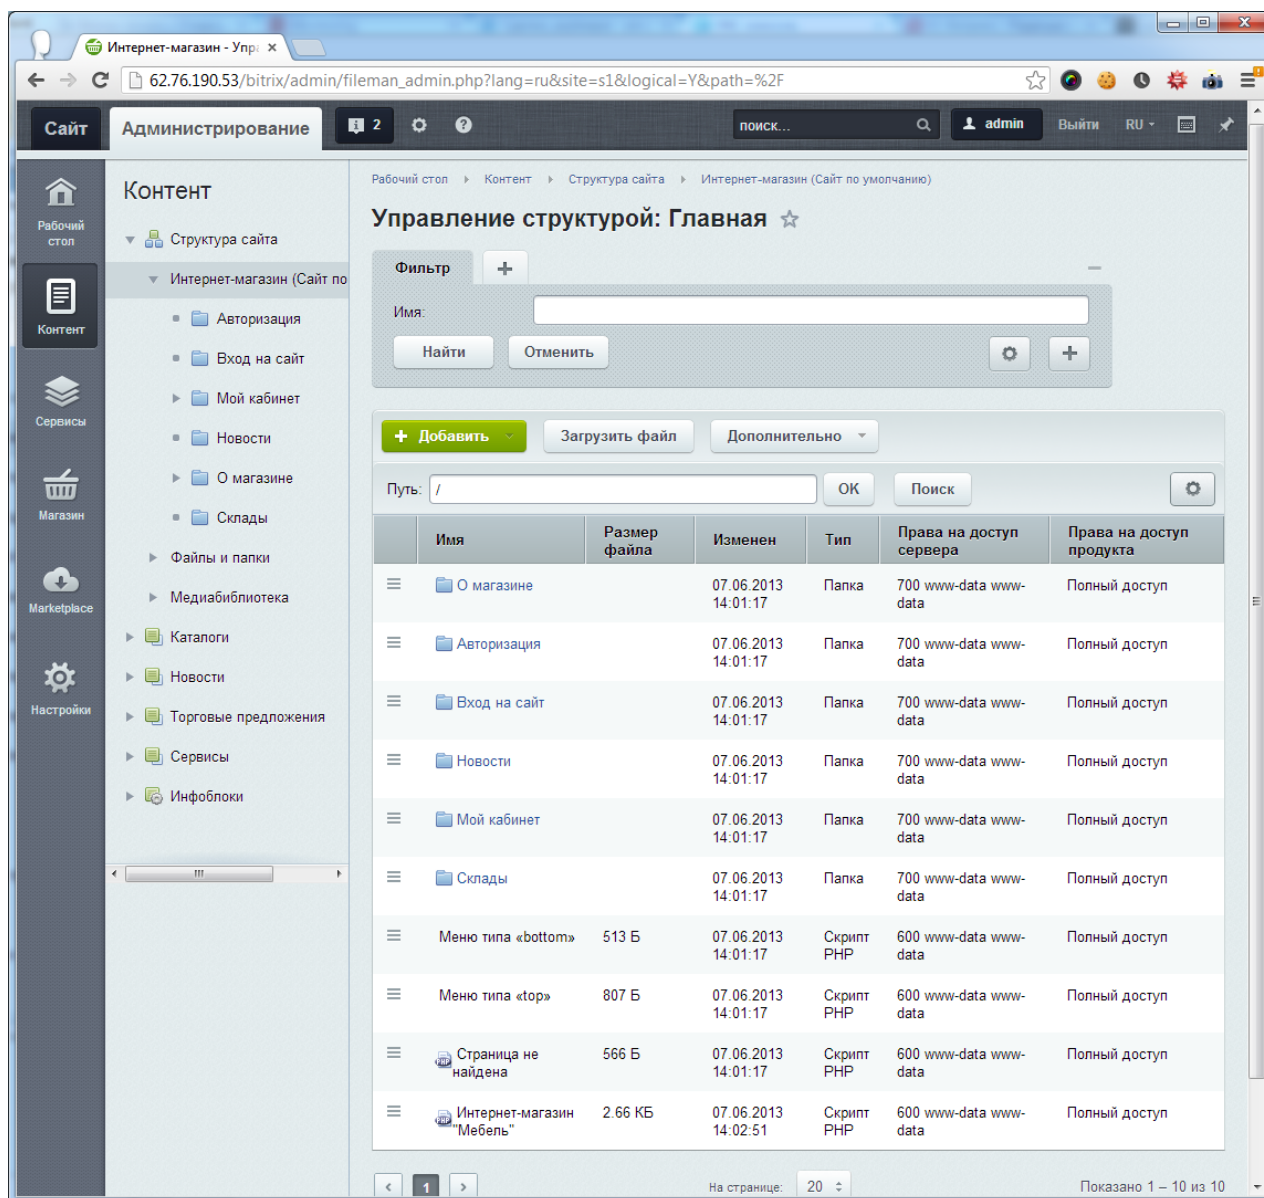 Интернет-магазин - Упра
62.76.190.53/bitrix/admin/fileman_admin.php?lang=ru&site=s1&logical=Y&path=%2F
Сайт Администрирование 2 поиск... admin Выйти RU
Рабочий стол
Контент
Сервисы
Магазин
Marketplace
Настройки
Контент
Структура сайта
Интернет-магазин (Сайт по
Авторизация
Вход на сайт
Мой кабинет
Новости
О магазине
Склады
Файлы и папки
Медиабиблиотека
Каталоги
Новости
Торговые предложения
Сервисы
Инфоблоки
Рабочий стол Контент Структура сайта Интернет-магазин (Сайт по умолчанию)
Управление структурой: Главная
Фильтр
Имя:
Найти Отменить
Добавить Загрузить файл Дополнительно
Путь: / OK Поиск
Имя Размер файла Изменен Тип Права на доступ сервера Права на доступ продукта
О магазине 07.06.2013 14:01:17 Папка 700 www-data www-data Полный доступ
Авторизация 07.06.2013 14:01:17 Папка 700 www-data www-data Полный доступ
Вход на сайт 07.06.2013 14:01:17 Папка 700 www-data www-data Полный доступ
Новости 07.06.2013 14:01:17 Папка 700 www-data www-data Полный доступ
Мой кабинет 07.06.2013 14:01:17 Папка 700 www-data www-data Полный доступ
Склады 07.06.2013 14:01:17 Папка 700 www-data www-data Полный доступ
Меню типа «bottom» 513 Б 07.06.2013 14:01:17 Скрипт PHP 600 www-data www-data Полный доступ
Меню типа «top» 807 Б 07.06.2013 14:01:17 Скрипт PHP 600 www-data www-data Полный доступ
Страница не найдена 566 Б 07.06.2013 14:01:17 Скрипт PHP 600 www-data www-data Полный доступ
Интернет-магазин "Мебель" 2.66 КБ 07.06.2013 14:02:51 Скрипт PHP 600 www-data www-data Полный доступ
1 На странице: 20 Показано 1 – 10 из 10